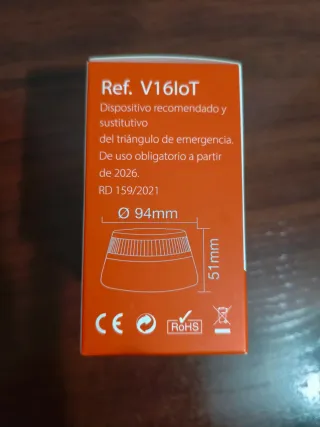 Ref. V16IoT
Dispositivo recomendado y
sustitutivo
del triángulo de emergencia.
De uso obligatorio a partir
de 2026.
RD 159/2021
Ø 94mm
51mm
CE
RoHS